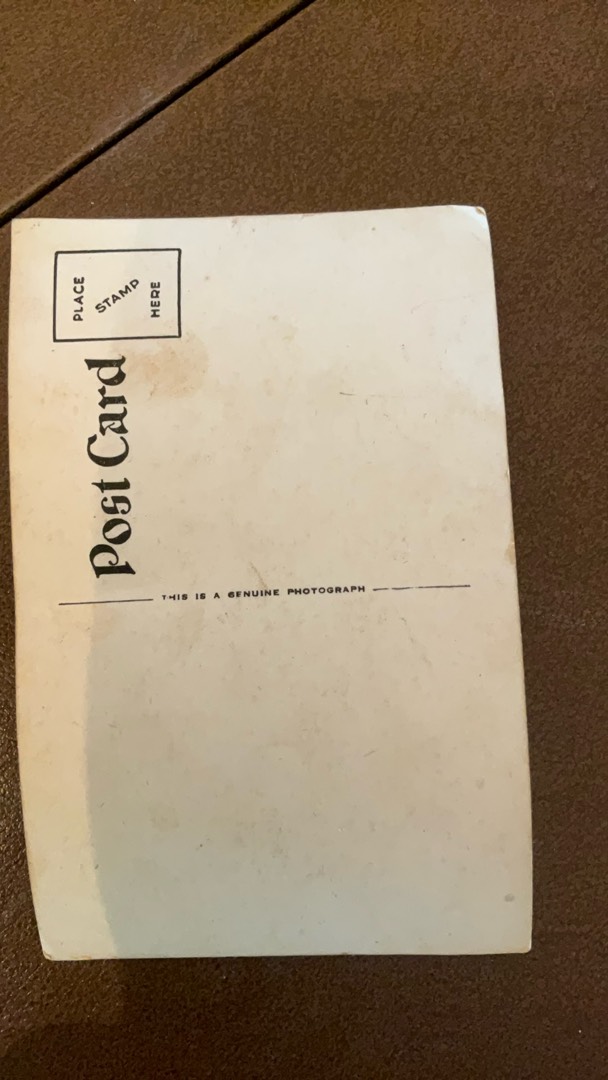 PLACE
STAMP
HERE
Post Card
THIS IS A GENUINE PHOTOGRAPH